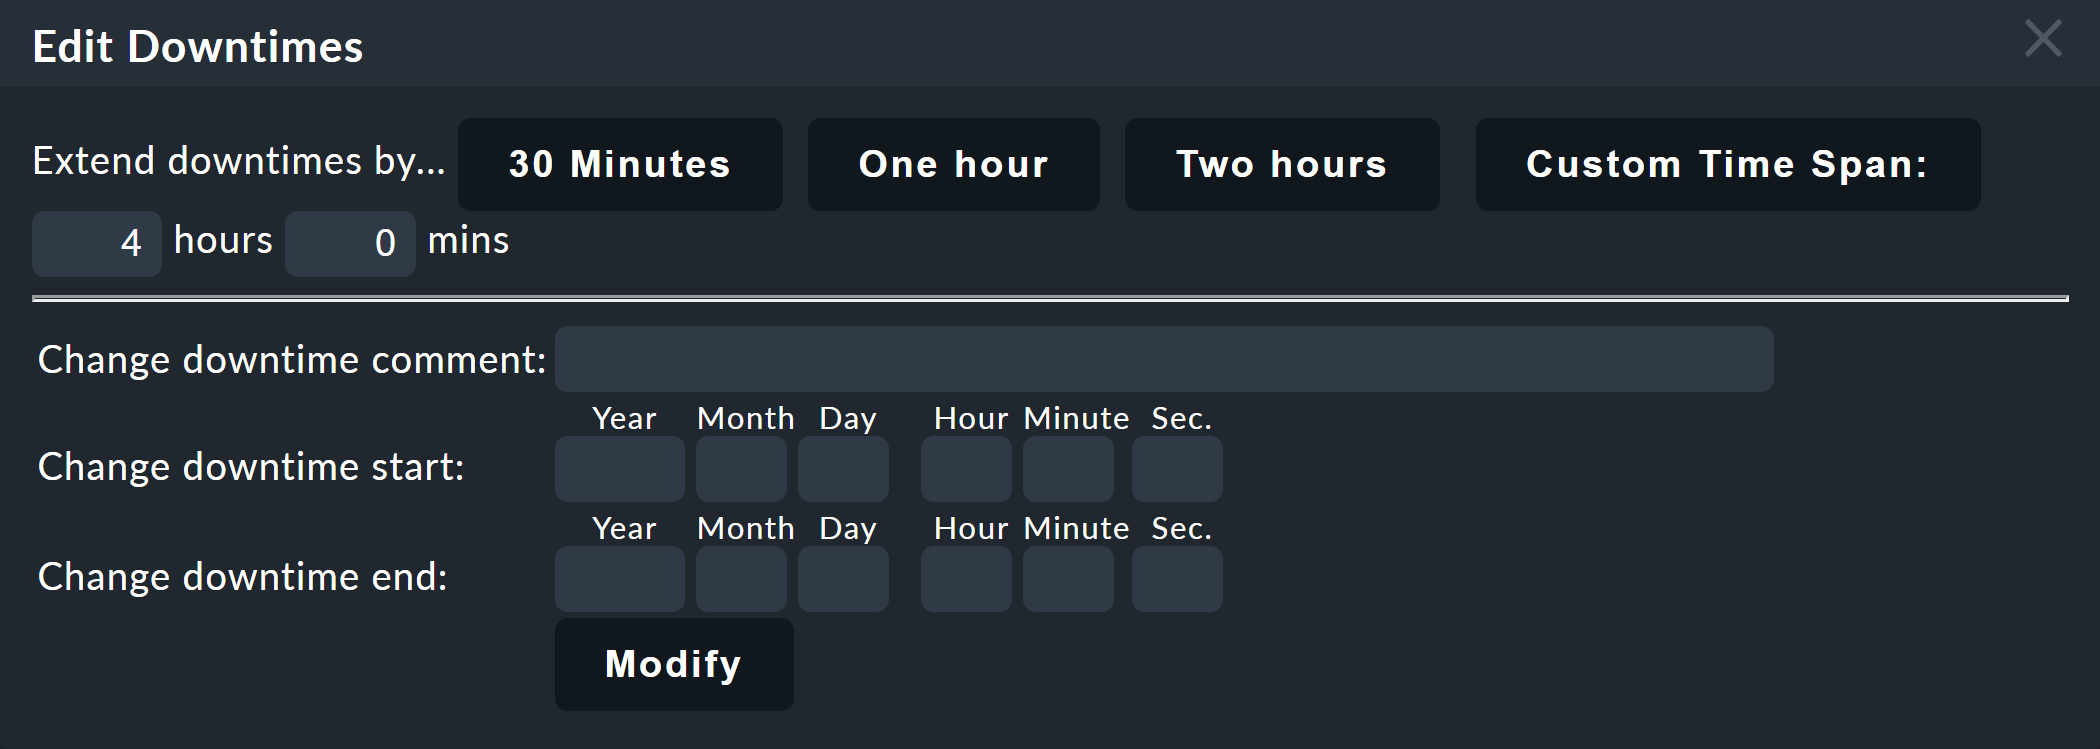 Edit Downtimes
Extend downtimes by... 30 Minutes One hour Two hours Custom Time Span:
4 hours 0 mins
Change downtime comment:
Year Month Day Hour Minute Sec.
Change downtime start:
Year Month Day Hour Minute Sec.
Change downtime end:
Modify